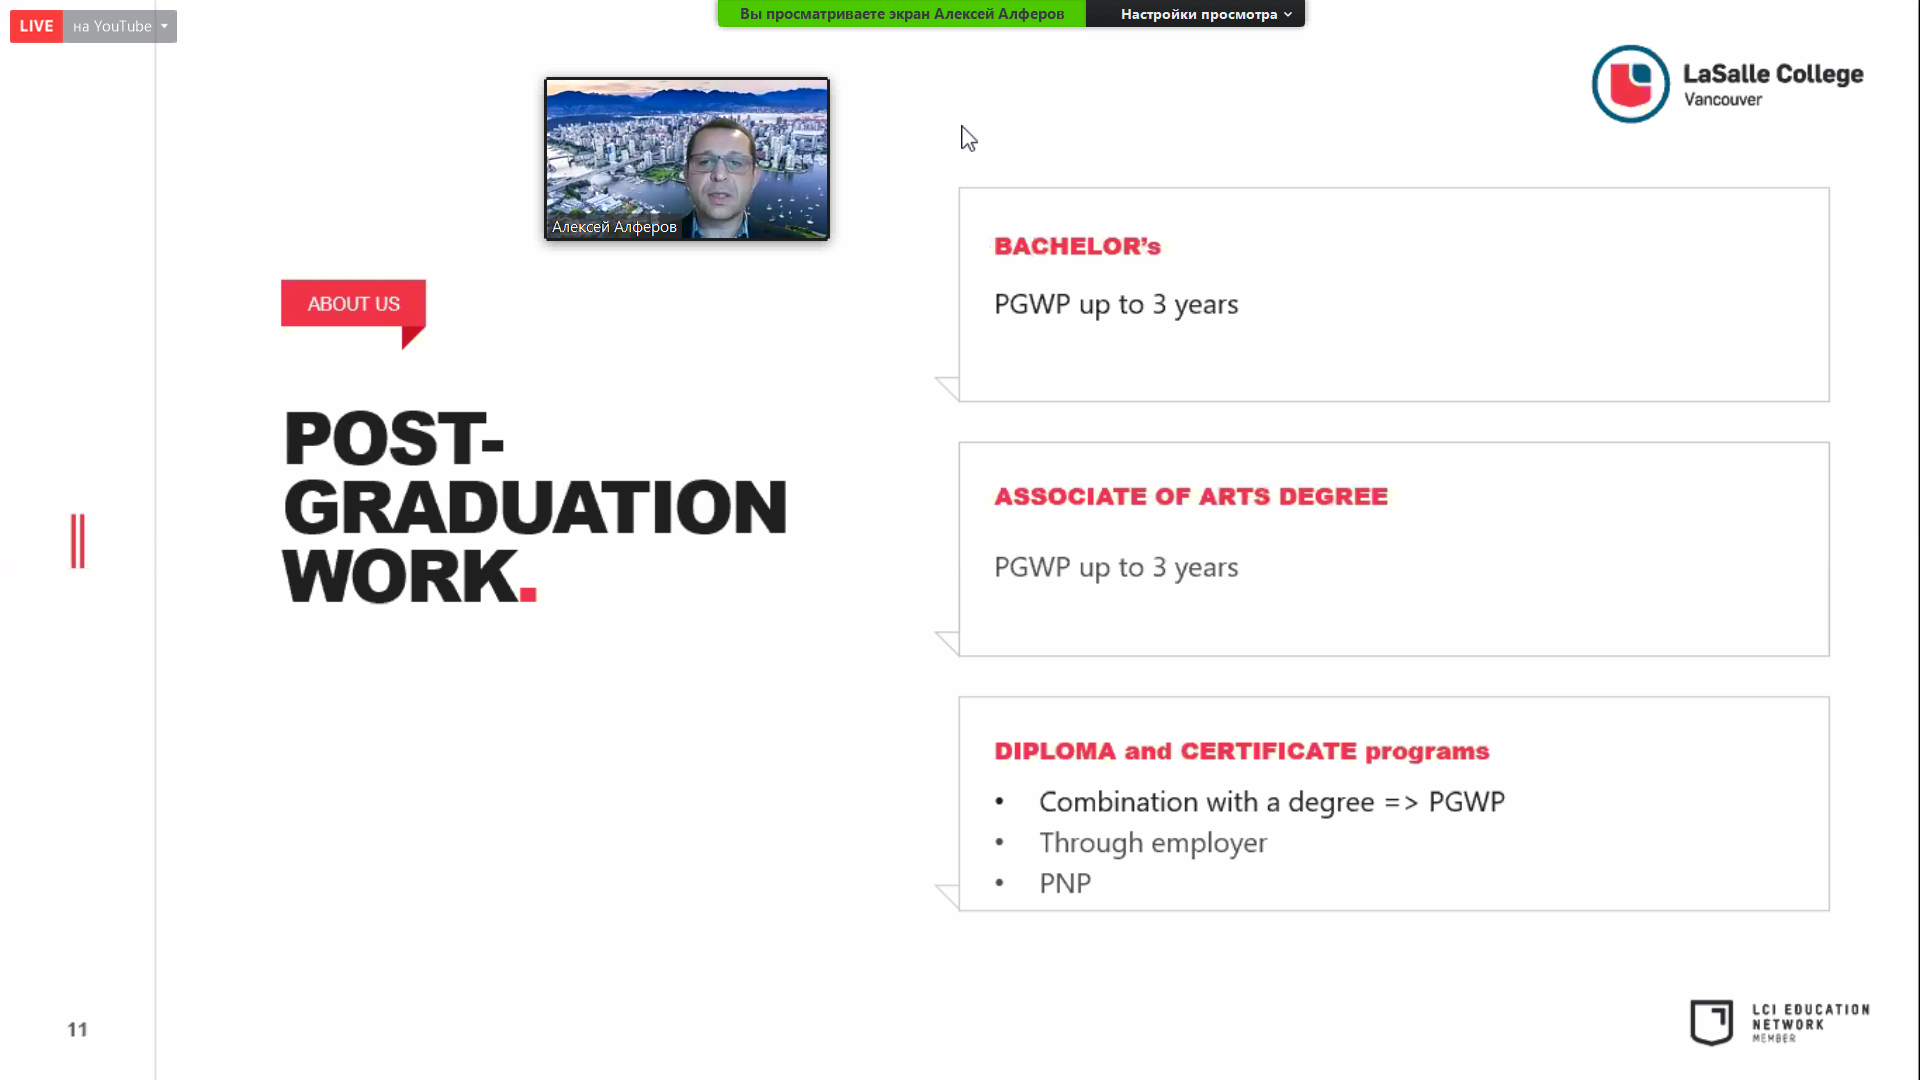 LIVE на YouTube
Вы просматриваете экран Алексей Алферов Настройки просмотра
LaSalle College
Vancouver
Алексей Алферов
ABOUT US
POST-
GRADUATION
WORK.
BACHELOR’s
PGWP up to 3 years
ASSOCIATE OF ARTS DEGREE
PGWP up to 3 years
DIPLOMA and CERTIFICATE programs
• Combination with a degree => PGWP
• Through employer
• PNP
11
LCI EDUCATION
NETWORK
MEMBER